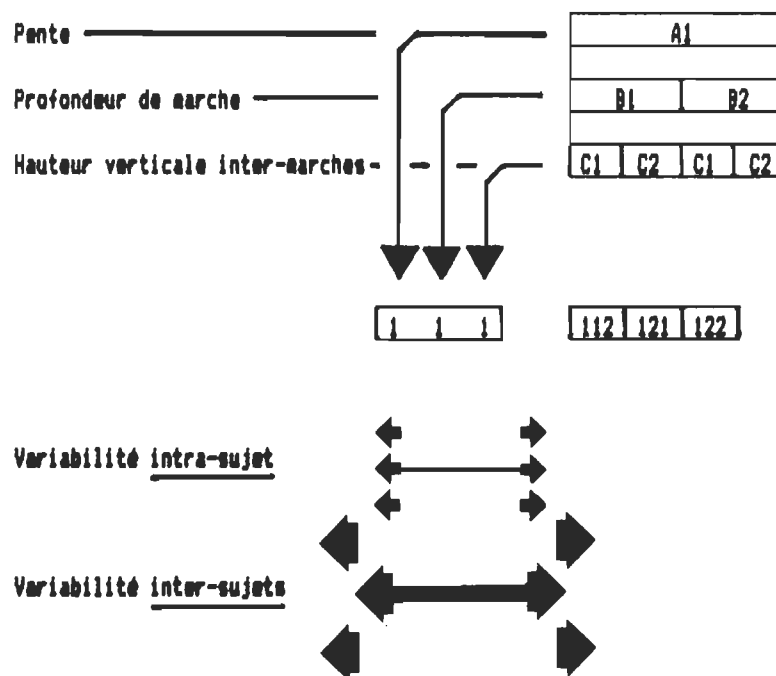 Pente A1
Profondeur de marche B1 B2
Hauteur verticale inter-marches C1 C2 C1 C2
1 1 1 112 121 122
Variabilité intra-sujet
Variabilité inter-sujets